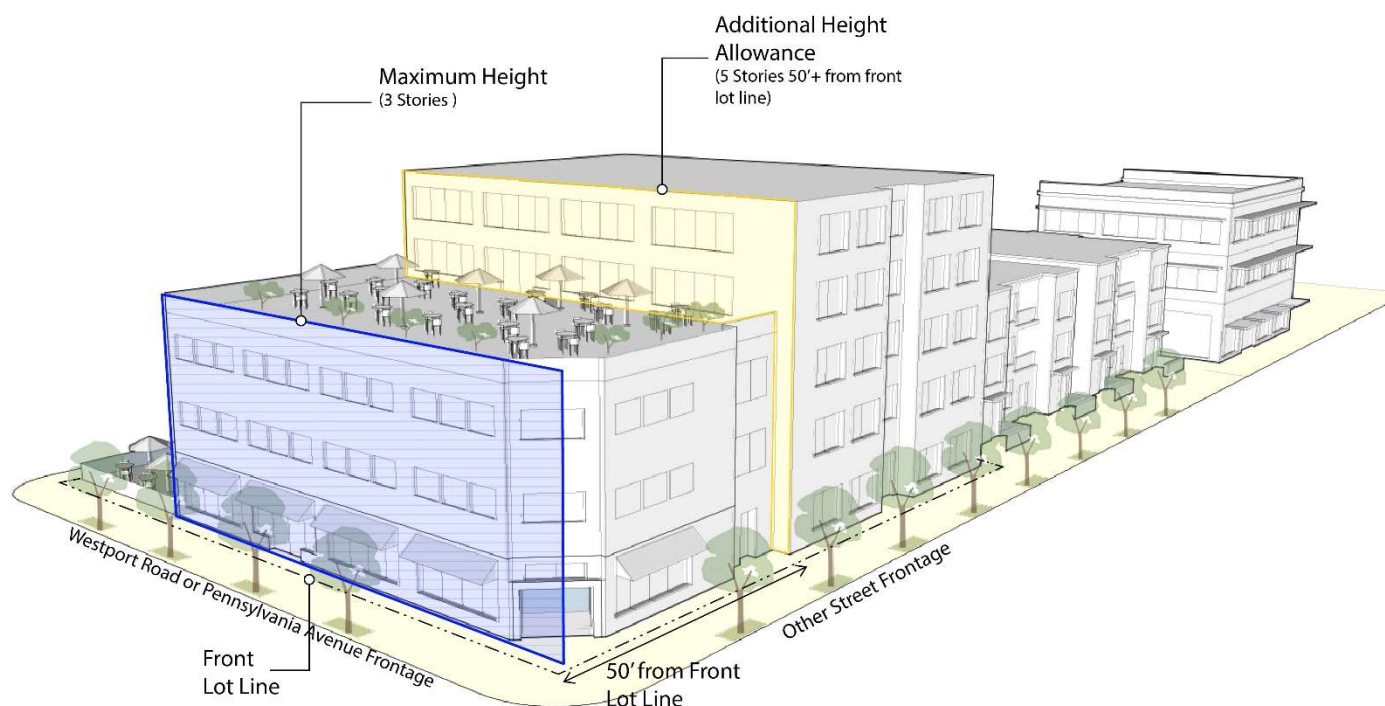 Additional Height
Allowance
(5 Stories 50'+ from front
lot line)
Maximum Height
(3 Stories )
Westport Road or Pennsylvania Avenue Frontage
Other Street Frontage
Front
Lot Line
50' from Front
Lot Line